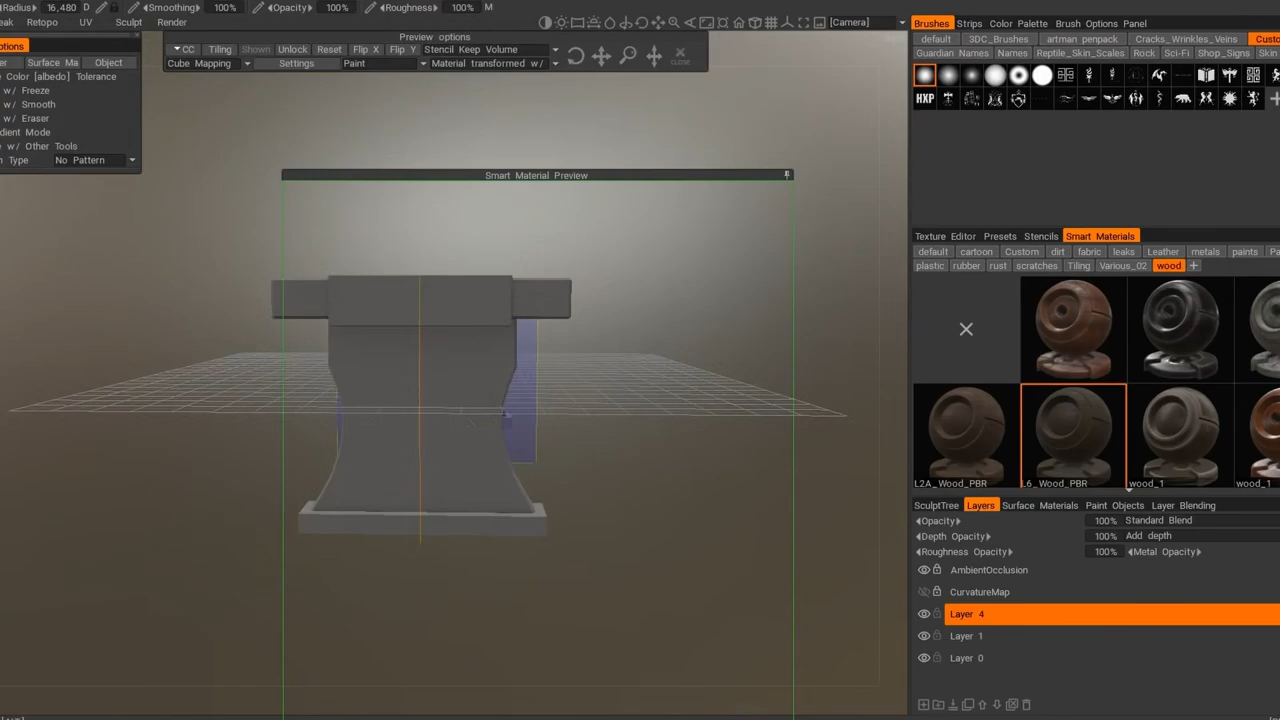 Radius 16,480 D Smoothing 100% Opacity 100% Roughness 100% M
UV Sculpt Render
Retopo
[Camera]
Preview options
CC Tiling Shown Unlock Reset Flip X Flip Y Stencil Keep Volume
Cube Mapping Settings Paint Material transformed w/
CLOSE
Surface Ma Object
Color [albedo] Tolerance
w/ Freeze
w/ Smooth
w/ Eraser
Mode
w/ Other Tools
Type No Pattern
Smart Material Preview
Brushes Strips Color Palette Brush Options Panel
default 3DC_Brushes artman penpack Cracks_Wrinkles_Veins
Guardian Names Names Reptile_Skin_Scales Rock Sci-Fi Shop_Signs Skin
HXP
Texture Editor Presets Stencils Smart Materials
default cartoon Custom dirt fabric leaks Leather metals paints
plastic rubber rust scratches Tiling Various_02 wood +
L2A_Wood_PBR L6_Wood_PBR wood_1 wood_1
SculptTree Layers Surface Materials Paint Objects Layer Blending
Opacity 100% Standard Blend
Depth Opacity 100% Add depth
Roughness Opacity 100% Metal Opacity
AmbientOcclusion
CurvatureMap
Layer 4
Layer 1
Layer 0